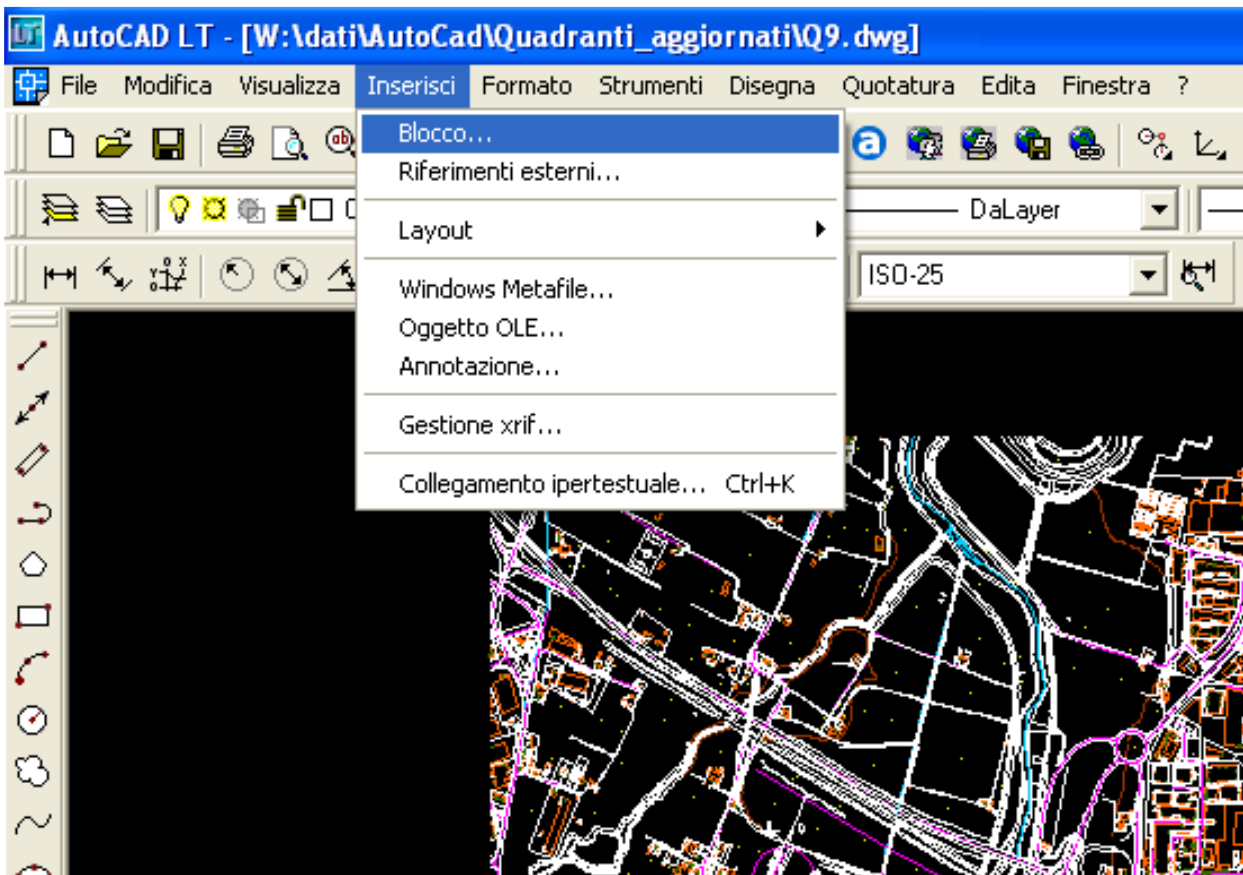 AutoCAD LT - [W:\dati\AutoCad\Quadranti_aggiornati\Q9.dwg]
File Modifica Visualizza Inserisci Formato Strumenti Disegna Quotatura Edita Finestra ?
Blocco...
Riferimenti esterni...
DaLayer
Layout
ISO-25
Windows Metafile...
Oggetto OLE...
Annotazione...
Gestione xrif...
Collegamento ipertestuale... Ctrl+K